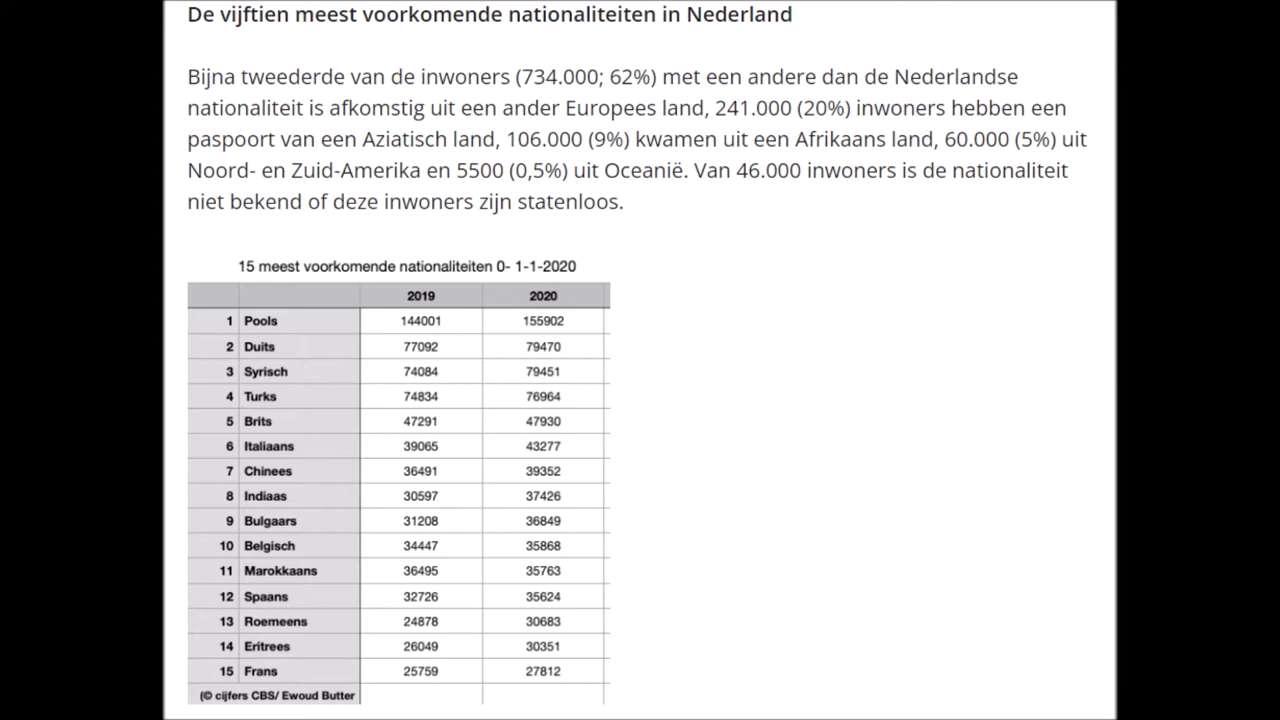 De vijftien meest voorkomende nationaliteiten in Nederland
Bijna tweederde van de inwoners (734.000; 62%) met een andere dan de Nederlandse
nationaliteit is afkomstig uit een ander Europees land, 241.000 (20%) inwoners hebben een
paspoort van een Aziatisch land, 106.000 (9%) kwamen uit een Afrikaans land, 60.000 (5%) uit
Noord- en Zuid-Amerika en 5500 (0,5%) uit Oceanië. Van 46.000 inwoners is de nationaliteit
niet bekend of deze inwoners zijn statenloos.
15 meest voorkomende nationaliteiten 0- 1-1-2020
2019 2020
1 Pools 144001 155902
2 Duits 77092 79470
3 Syrisch 74084 79451
4 Turks 74834 76964
5 Brits 47291 47930
6 Italiaans 39065 43277
7 Chinees 36491 39352
8 Indiaas 30597 37426
9 Bulgaars 31208 36849
10 Belgisch 34447 35868
11 Marokkaans 36495 35763
12 Spaans 32726 35624
13 Roemeens 24878 30683
14 Eritrees 26049 30351
15 Frans 25759 27812
(© cijfers CBS/ Ewoud Butter